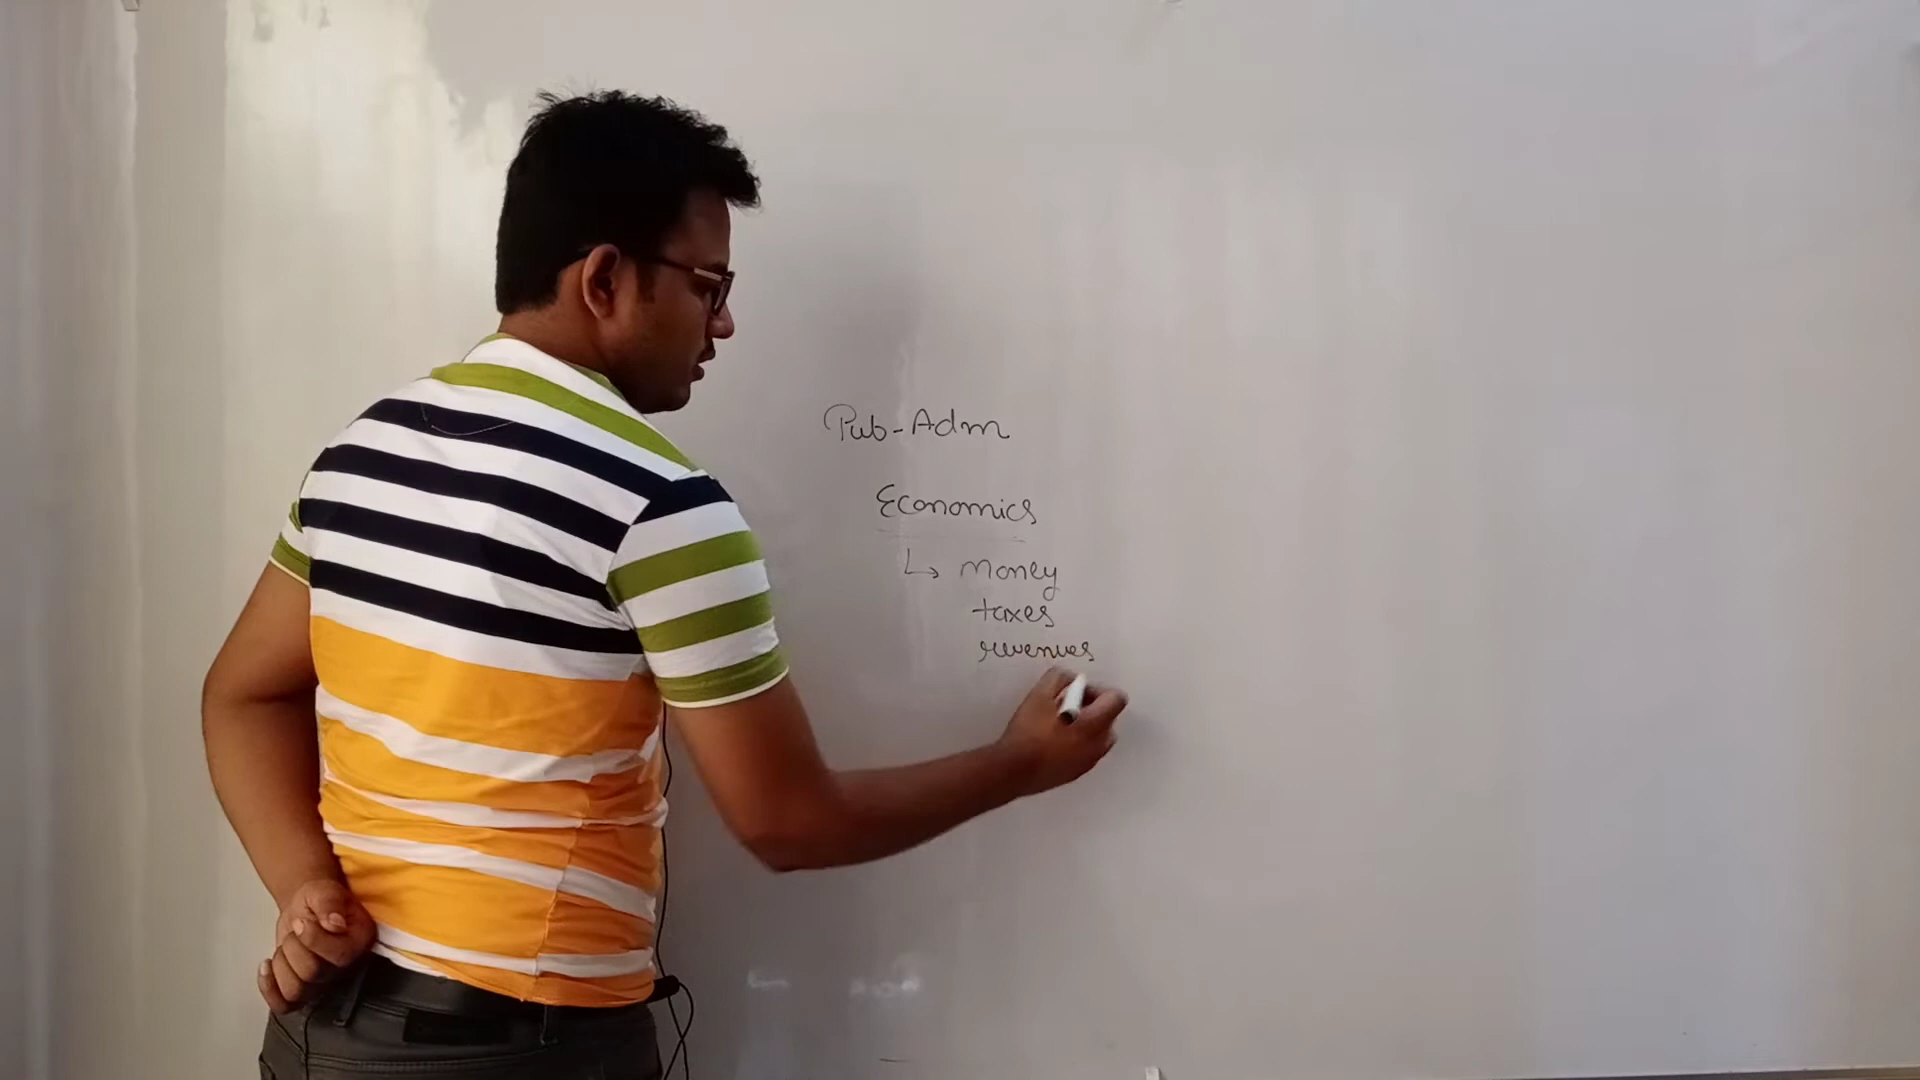 Pub-Adm
Economics
↳ Money
taxes
revenues